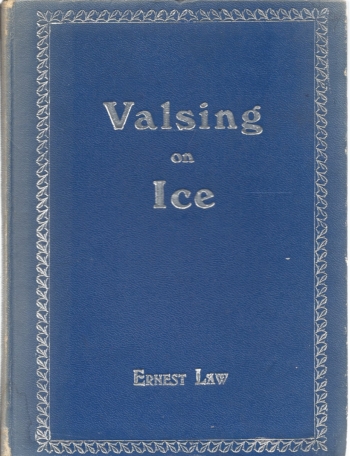 Valsing
on
Ice
Ernest Law